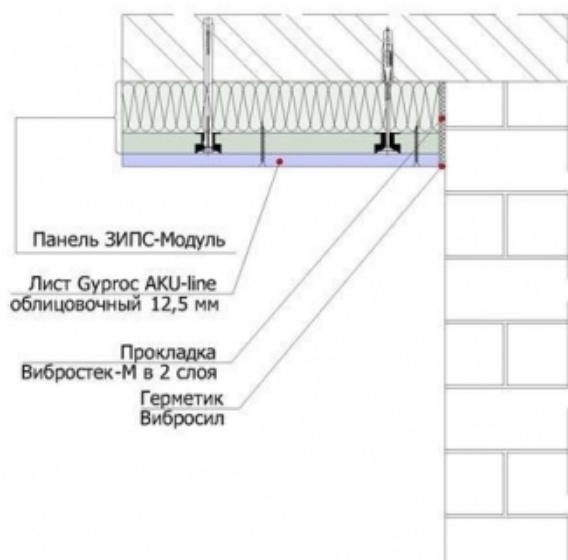 Панель ЗИПС-Модуль
Лист Gyproc AKU-line
облицовочный 12,5 мм
Прокладка
Вибростек-М в 2 слоя
Герметик
Вибросил